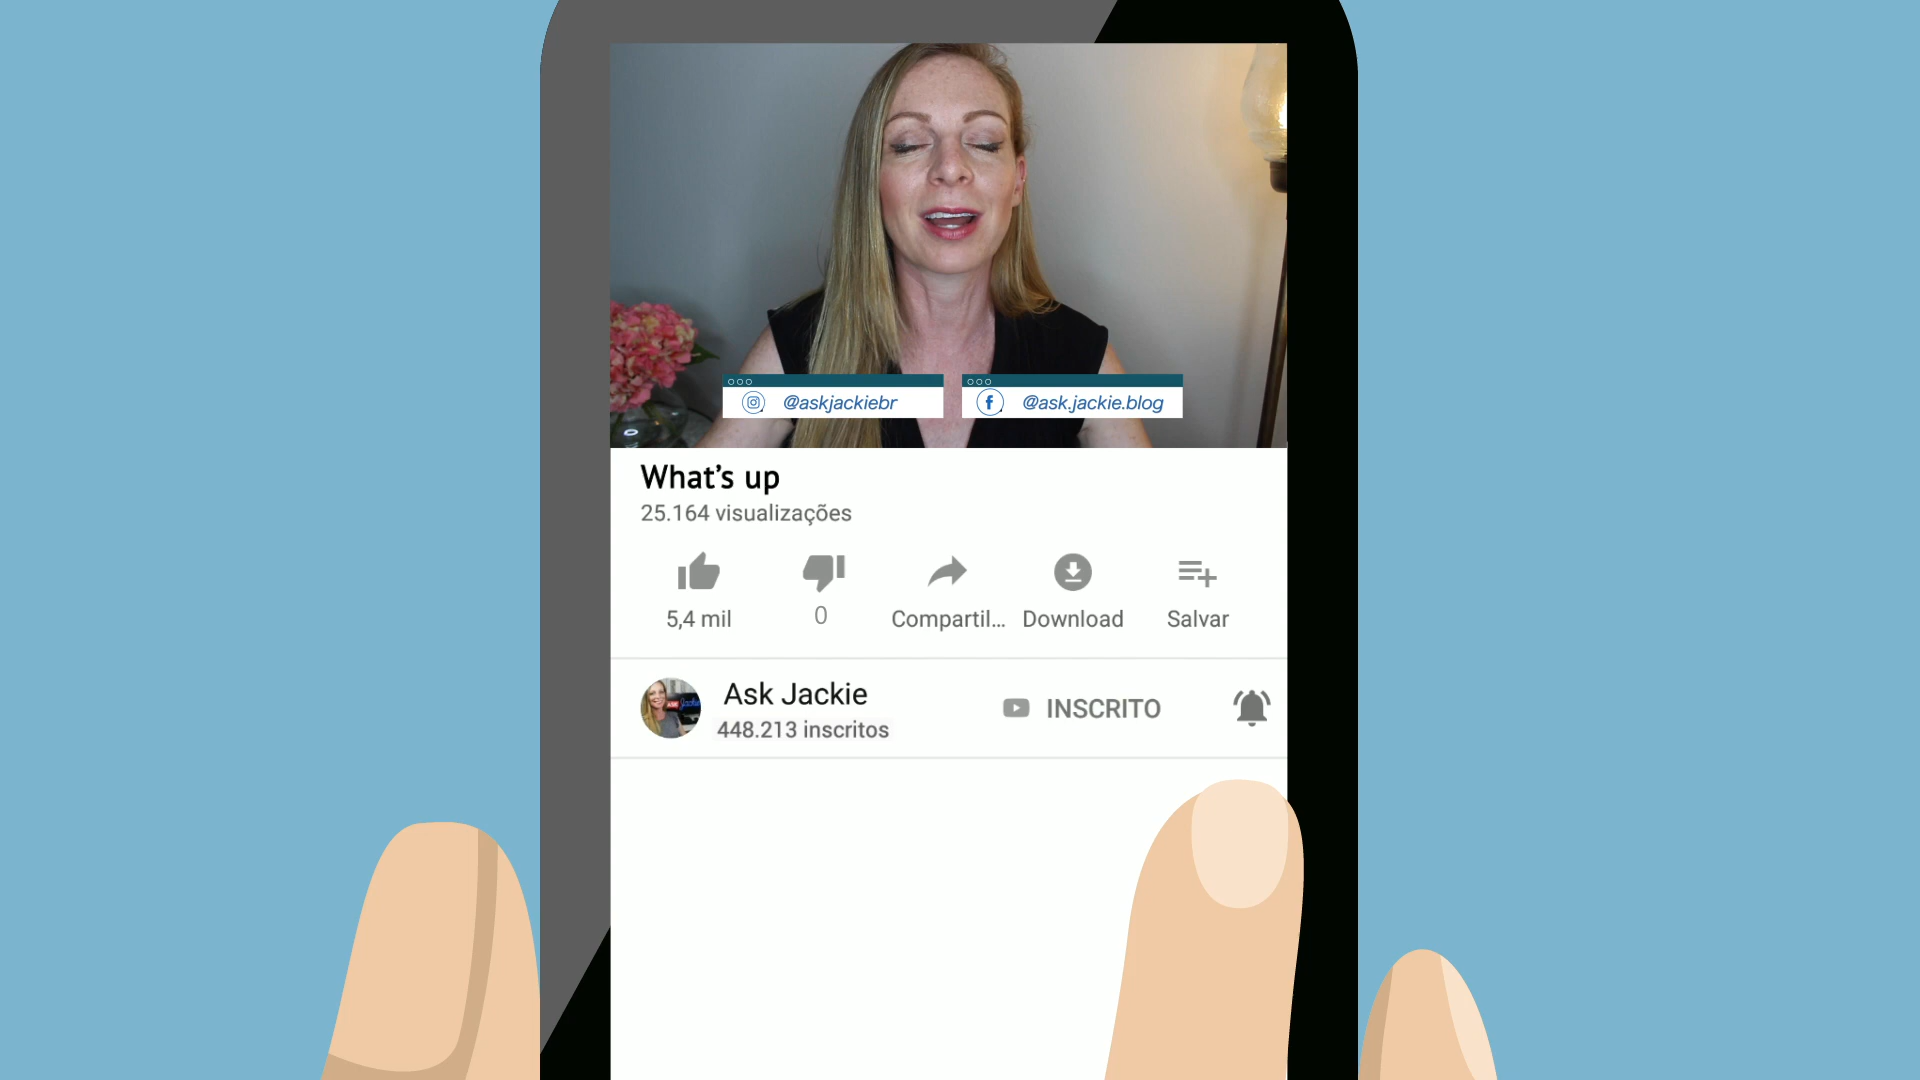 @askjackiebr
@ask.jackie.blog
What's up
25.164 visualizações
5,4 mil
0
Compartil...
Download
Salvar
Ask Jackie
448.213 inscritos
INSCRITO